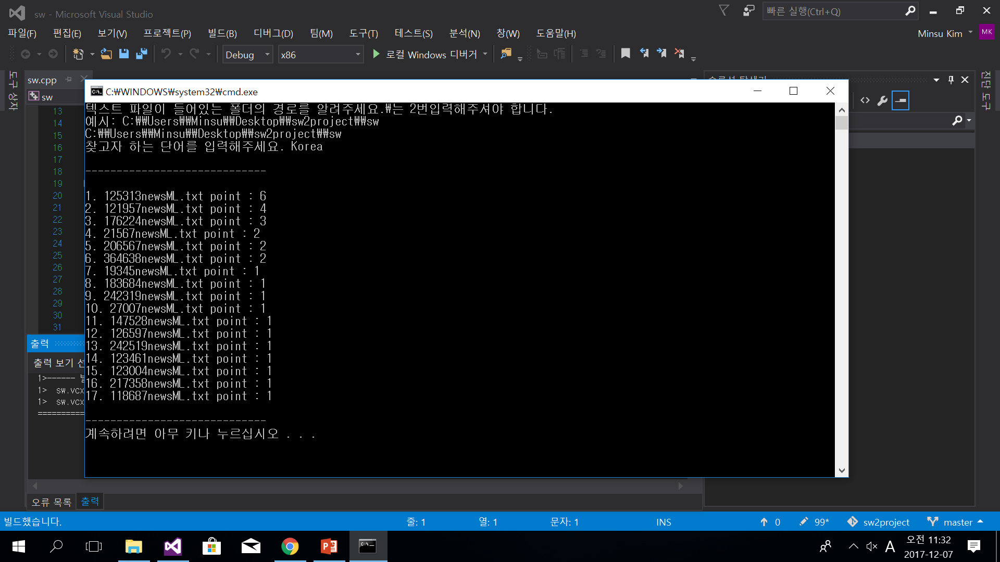 sw - Microsoft Visual Studio
빠른 실행(Ctrl+Q)
파일(F) 편집(E) 보기(V) 프로젝트(P) 빌드(B) 디버그(D) 팀(M) 도구(T) 테스트(S) 분석(N) 창(W) 도움말(H)
Minsu Kim MK
Debug x86 로컬 Windows 디버거
도구 상자
sw.cpp
sw
진단 도구
C:₩WINDOWS₩system32₩cmd.exe
텍스트 파일이 들어있는 폴더의 경로를 알려주세요.₩는 2번입력해주셔야 합니다.
예시: C:₩₩Users₩₩Minsu₩₩Desktop₩₩sw2project₩₩sw
C:₩₩Users₩₩Minsu₩₩Desktop₩₩sw2project₩₩sw
찾고자 하는 단어를 입력해주세요. Korea
-----------------------------
1. 125313newsML.txt point : 6
2. 121957newsML.txt point : 4
3. 176224newsML.txt point : 3
4. 21567newsML.txt point : 2
5. 206567newsML.txt point : 2
6. 364638newsML.txt point : 2
7. 19345newsML.txt point : 1
8. 183684newsML.txt point : 1
9. 242319newsML.txt point : 1
10. 27007newsML.txt point : 1
11. 147528newsML.txt point : 1
12. 126597newsML.txt point : 1
13. 242519newsML.txt point : 1
14. 123461newsML.txt point : 1
15. 123004newsML.txt point : 1
16. 217358newsML.txt point : 1
17. 118687newsML.txt point : 1
-----------------------------
계속하려면 아무 키나 누르십시오 . . .
13
14
15
16
17
18
19
20
21
22
23
24
25
26
27
28
29
30
31
출력
출력 보기 선
1>------
1> sw.vcx
1> sw.vcx
==========
오류 목록 출력
빌드했습니다. 줄: 1 열: 1 문자: 1 INS 0 99* sw2project master
A
오전 11:32
2017-12-07